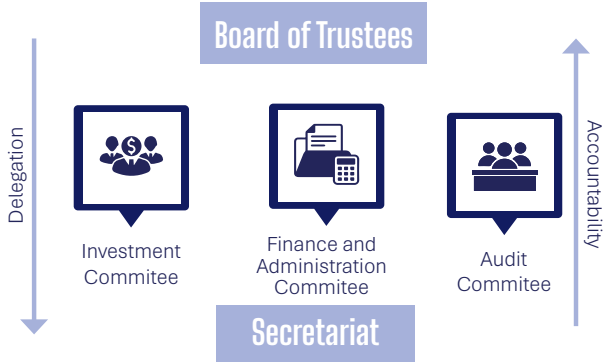 Board of Trustees
Delegation
Accountability
$
Investment
Commitee
Finance and
Administration
Commitee
Audit
Commitee
Secretariat